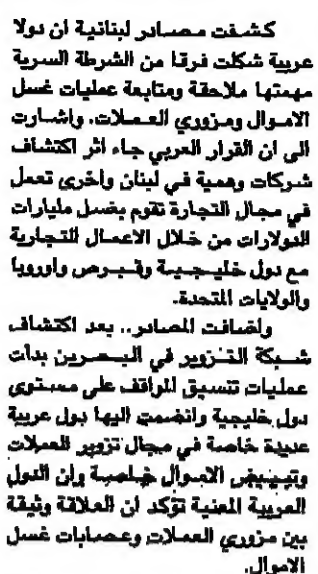 كشفت مصادر لبنانية ان دولا
عربية شكلت فرقا من الشرطة السرية
مهمتها ملاحقة ومتابعة عمليات غسل
الاموال ومزوري العملات. واشارت
الى ان القرار العربي جاء اثر اكتشاف
شركات وهمية في لبنان واخرى تعمل
في مجال التجارة تقوم بغسل مليارات
الدولارات من خلال الاعمال التجارية
مع دول خليجية وقبرص واوروبا
والولايات المتحدة.
واضافت المصادر.. بعد اكتشاف
شبكة التزوير في البحرين بدات
عمليات تنسيق المواقف على مستوى
دول خليجية وانضمت اليها دول عربية
عديدة خاصة في مجال تزوير العملات
وتبييض الاموال خاصة وان الدول
العربية المعنية تؤكد ان العلاقة وثيقة
بين مزوري العملات وعصابات غسل
الاموال.